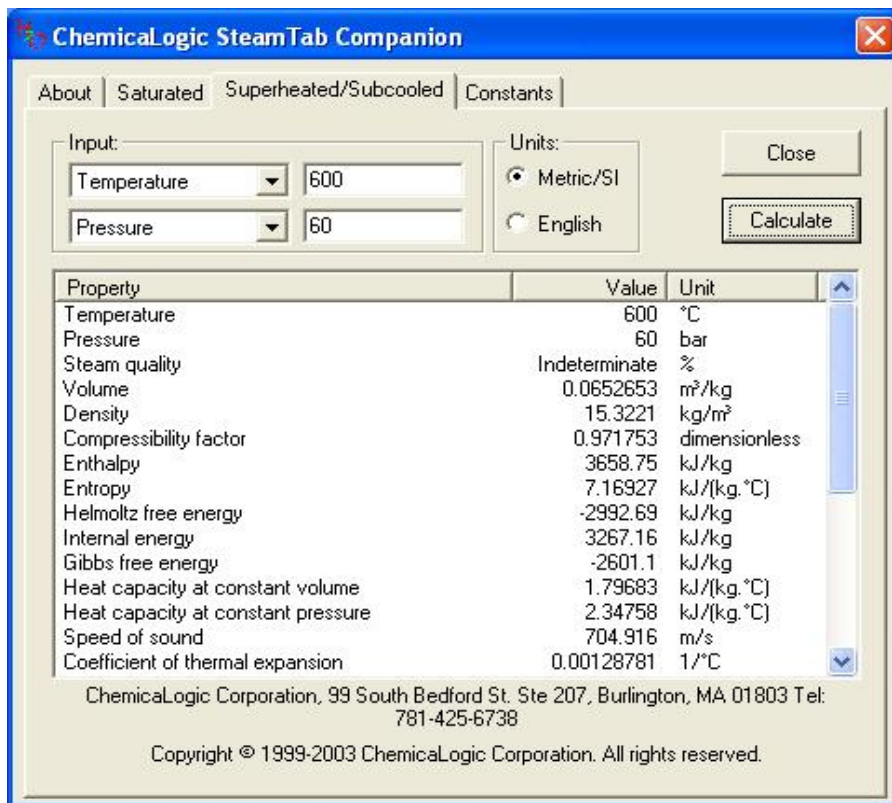 ChemicaLogic SteamTab Companion
About Saturated Superheated/Subcooled Constants
Input: Units:
Temperature 600 Metric/SI Close
Pressure 60 English Calculate
Property Value Unit
Temperature 600 °C
Pressure 60 bar
Steam quality Indeterminate %
Volume 0.0652653 m³/kg
Density 15.3221 kg/m³
Compressibility factor 0.971753 dimensionless
Enthalpy 3658.75 kJ/kg
Entropy 7.16927 kJ/(kg.°C)
Helmoltz free energy -2992.69 kJ/kg
Internal energy 3267.16 kJ/kg
Gibbs free energy -2601.1 kJ/kg
Heat capacity at constant volume 1.79683 kJ/(kg.°C)
Heat capacity at constant pressure 2.34758 kJ/(kg.°C)
Speed of sound 704.916 m/s
Coefficient of thermal expansion 0.00128781 1/°C
ChemicaLogic Corporation, 99 South Bedford St. Ste 207, Burlington, MA 01803 Tel:
781-425-6738
Copyright © 1999-2003 ChemicaLogic Corporation. All rights reserved.